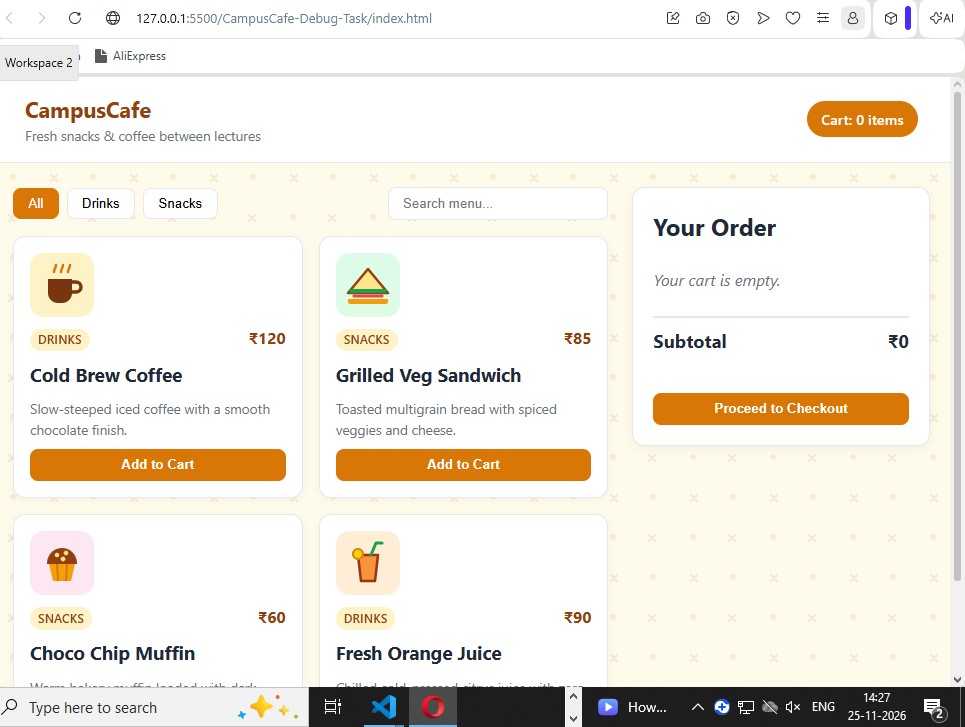 127.0.0.1:5500/CampusCafe-Debug-Task/index.html
AI
Workspace 2
AliExpress
CampusCafe
Fresh snacks & coffee between lectures
Cart: 0 items
All
Drinks
Snacks
Search menu...
DRINKS
₹120
Cold Brew Coffee
Slow-steeped iced coffee with a smooth
chocolate finish.
Add to Cart
SNACKS
₹85
Grilled Veg Sandwich
Toasted multigrain bread with spiced
veggies and cheese.
Add to Cart
Your Order
Your cart is empty.
Subtotal
₹0
Proceed to Checkout
SNACKS
₹60
Choco Chip Muffin
DRINKS
₹90
Fresh Orange Juice
Type here to search
How...
ENG
14:27
25-11-2026
2